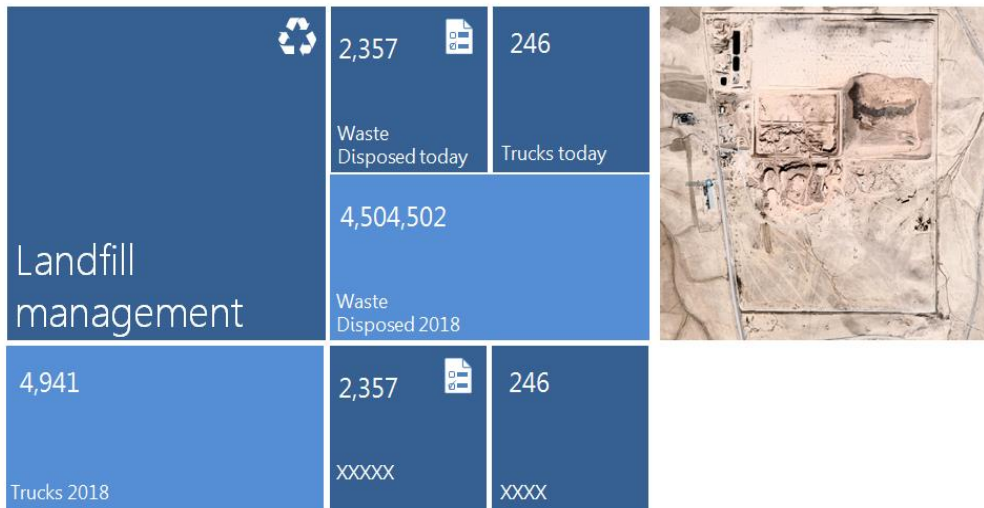 Landfill
management
2,357
Waste
Disposed today
246
Trucks today
4,504,502
Waste
Disposed 2018
4,941
Trucks 2018
2,357
XXXXX
246
XXXX